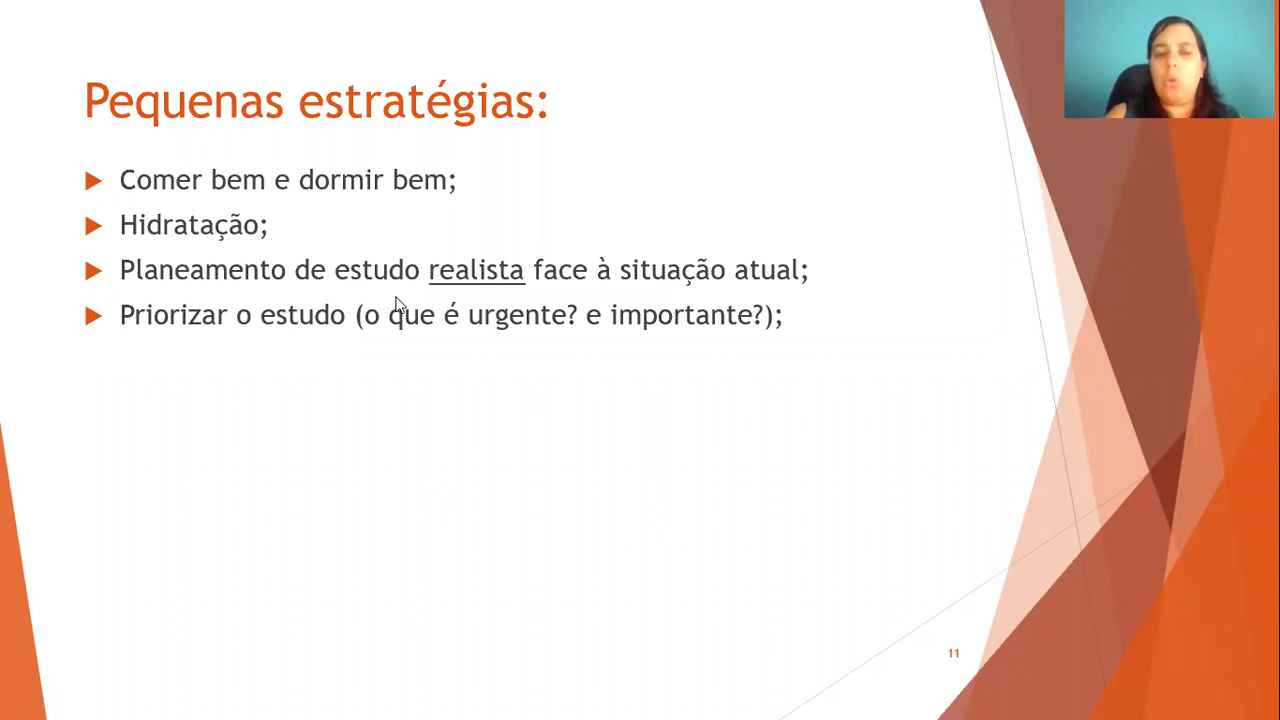 Pequenas estratégias:
Comer bem e dormir bem;
Hidratação;
Planeamento de estudo realista face à situação atual;
Priorizar o estudo (o que é urgente? e importante?);
11